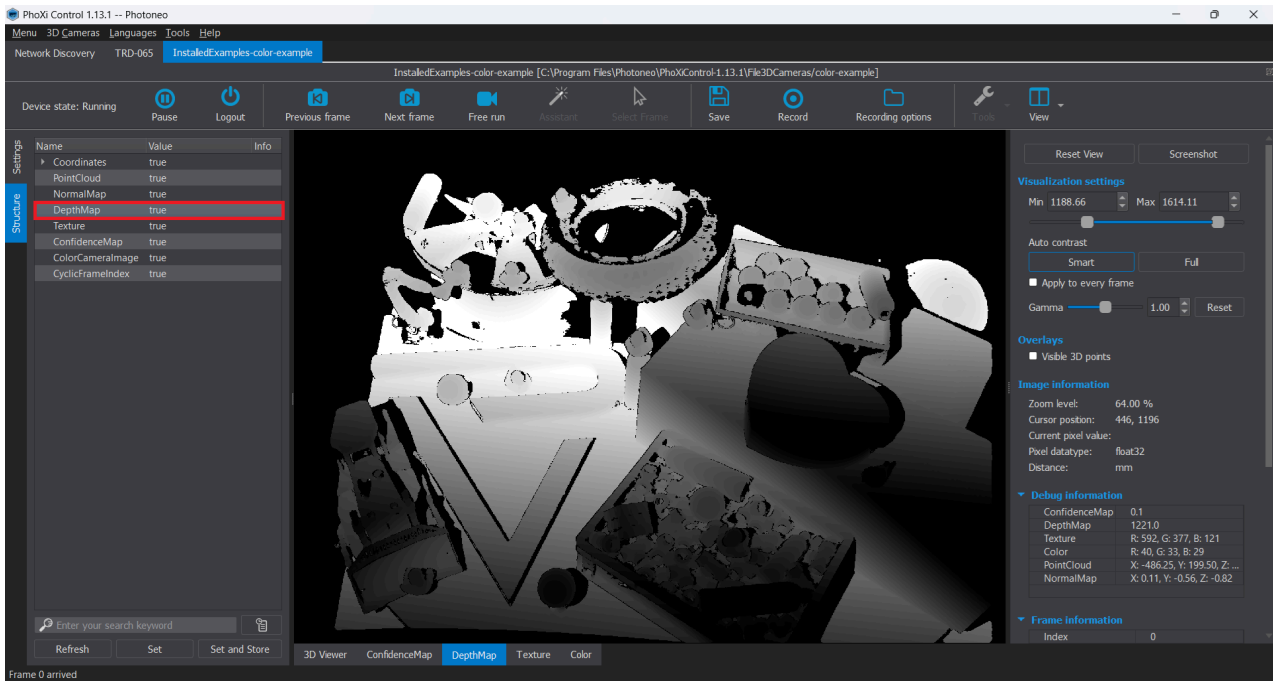 PhoXi Control 1.13.1 -- Photoneo
Menu 3D Cameras Languages Tools Help
Network Discovery TRD-065 InstalledExamples-color-example
InstalledExamples-color-example [C:\Program Files\Photoneo\PhoXiControl-1.13.1\File3DCameras/color-example]
Device state: Running Pause Logout Previous frame Next frame Free run Assistant Select Frame Save Record Recording options Tools View
Settings
Structure
Name Value Info
Coordinates true
PointCloud true
NormalMap true
DepthMap true
Texture true
ConfidenceMap true
ColorCameraImage true
CyclicFrameIndex true
Enter your search keyword
Refresh Set Set and Store
3D Viewer ConfidenceMap DepthMap Texture Color
Reset View Screenshot
Visualization settings
Min 1188.66 Max 1614.11
Auto contrast
Smart Full
Apply to every frame
Gamma 1.00 Reset
Overlays
Visible 3D points
Image information
Zoom level: 64.00 %
Cursor position: 446, 1196
Current pixel value:
Pixel datatype: float32
Distance: mm
Debug information
ConfidenceMap 0.1
DepthMap 1221.0
Texture R: 592, G: 377, B: 121
Color R: 40, G: 33, B: 29
PointCloud X: -486.25, Y: 199.50, Z: ...
NormalMap X: 0.11, Y: -0.56, Z: -0.82
Frame information
Index 0
Frame 0 arrived